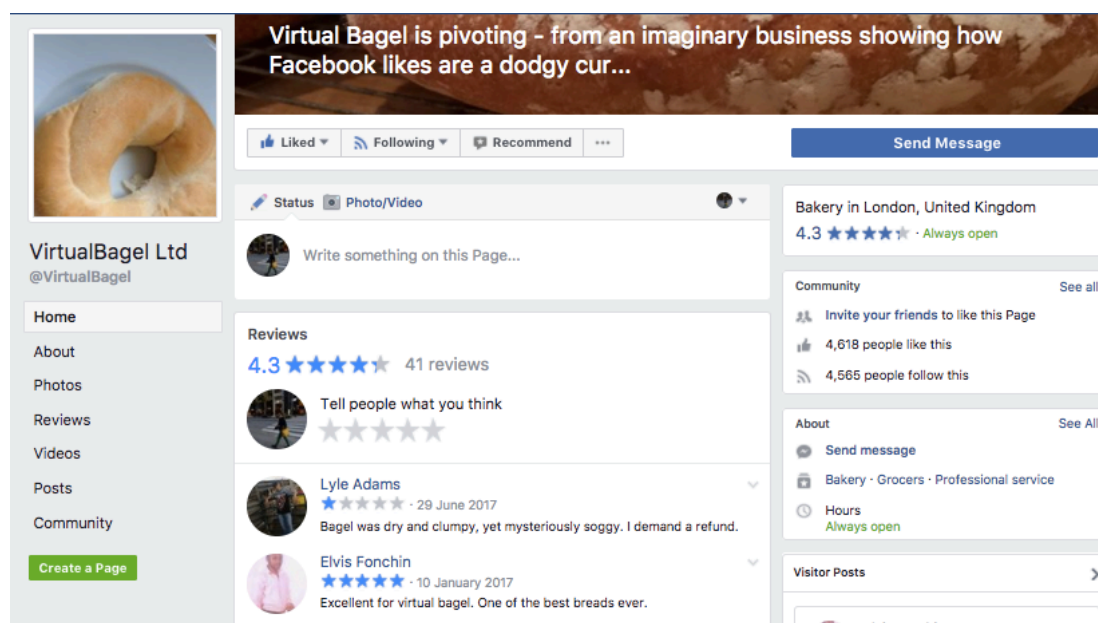 Virtual Bagel is pivoting - from an imaginary business showing how
Facebook likes are a dodgy cur...
Liked
Following
Recommend
Send Message
VirtualBagel Ltd
@VirtualBagel
Home
About
Photos
Reviews
Videos
Posts
Community
Create a Page
Status
Photo/Video
Write something on this Page...
Reviews
4.3
41 reviews
Tell people what you think
Lyle Adams
· 29 June 2017
Bagel was dry and clumpy, yet mysteriously soggy. I demand a refund.
Elvis Fonchin
· 10 January 2017
Excellent for virtual bagel. One of the best breads ever.
Bakery in London, United Kingdom
4.3 · Always open
Community
See all
Invite your friends to like this Page
4,618 people like this
4,565 people follow this
About
See All
Send message
Bakery · Grocers · Professional service
Hours
Always open
Visitor Posts